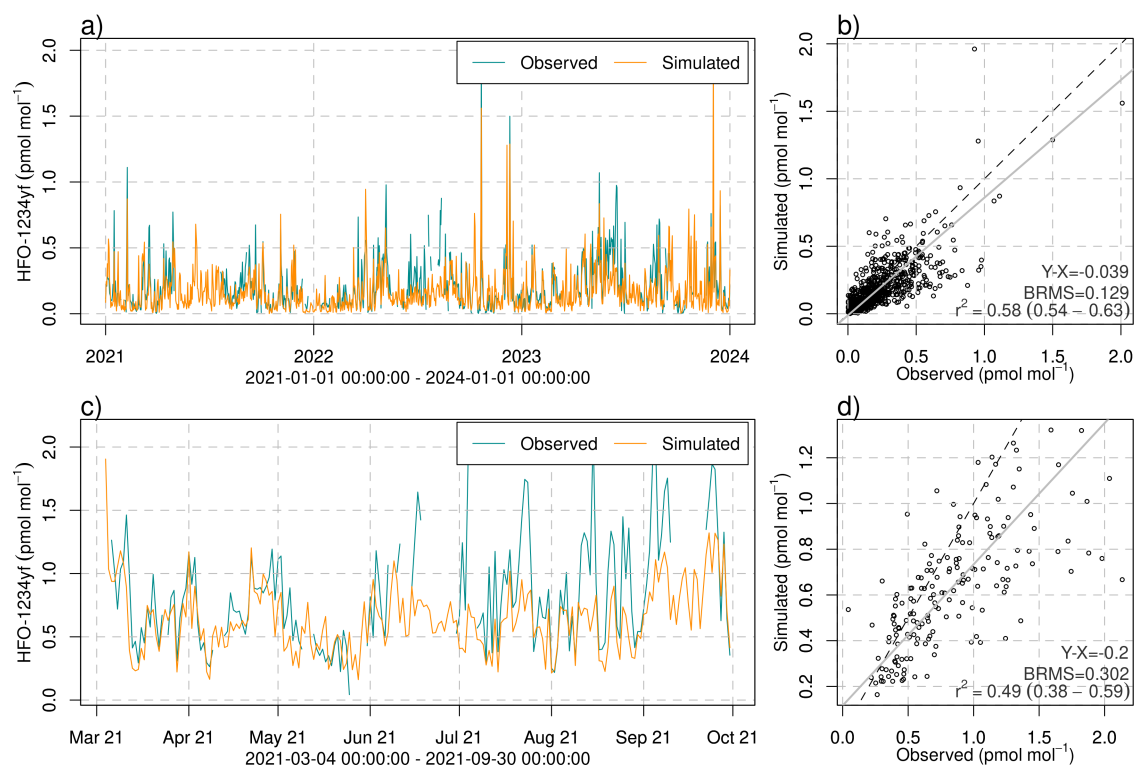 a)
HFO-1234yf (pmol mol⁻¹)
0.0 0.5 1.0 1.5 2.0
Observed Simulated
2021 2022 2023 2024
2021-01-01 00:00:00 - 2024-01-01 00:00:00
b)
Simulated (pmol mol⁻¹)
0.0 0.5 1.0 1.5 2.0
Y-X=-0.039
BRMS=0.129
r² = 0.58 (0.54 − 0.63)
0.0 0.5 1.0 1.5 2.0
Observed (pmol mol⁻¹)
c)
HFO-1234yf (pmol mol⁻¹)
0.0 0.5 1.0 1.5 2.0
Observed Simulated
Mar 21 Apr 21 May 21 Jun 21 Jul 21 Aug 21 Sep 21 Oct 21
2021-03-04 00:00:00 - 2021-09-30 00:00:00
d)
Simulated (pmol mol⁻¹)
0.2 0.4 0.6 0.8 1.0 1.2
Y-X=-0.2
BRMS=0.302
r² = 0.49 (0.38 − 0.59)
0.0 0.5 1.0 1.5 2.0
Observed (pmol mol⁻¹)